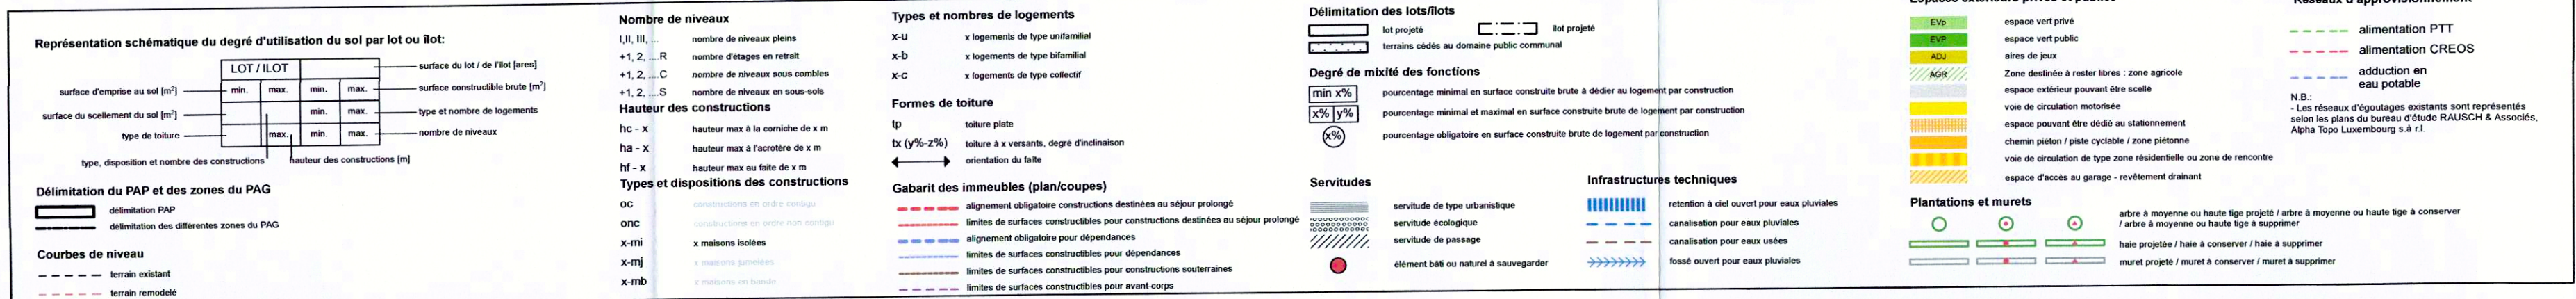 Représentation schématique du degré d'utilisation du sol par lot ou îlot:
LOT / ILOT
surface du lot / de l'îlot [ares]
surface d'emprise au sol [m²]
min. max. min. max.
surface constructible brute [m²]
surface du scellement du sol [m²]
min. max.
type et nombre de logements
type de toiture
max. min. max.
nombre de niveaux
type, disposition et nombre des constructions
hauteur des constructions [m]
Délimitation du PAP et des zones du PAG
délimitation PAP
délimitation des différentes zones du PAG
Courbes de niveau
terrain existant
terrain remodelé
Nombre de niveaux
I,II, III, ... nombre de niveaux pleins
+1, 2, ....R nombre d'étages en retrait
+1, 2, ....C nombre de niveaux sous combles
+1, 2, ....S nombre de niveaux en sous-sols
Hauteur des constructions
hc - x hauteur max à la corniche de x m
ha - x hauteur max à l'acrotère de x m
hf - x hauteur max au faite de x m
Types et dispositions des constructions
oc constructions en ordre contigu
onc constructions en ordre non contigu
x-mi x maisons isolées
x-mj x maisons jumelées
x-mb x maisons en bande
Types et nombres de logements
x-u x logements de type unifamilial
x-b x logements de type bifamilial
x-c x logements de type collectif
Formes de toiture
tp toiture plate
tx (y%-z%) toiture à x versants, degré d'inclinaison
orientation du faîte
Gabarit des immeubles (plan/coupes)
alignement obligatoire constructions destinées au séjour prolongé
limites de surfaces constructibles pour constructions destinées au séjour prolongé
alignement obligatoire pour dépendances
limites de surfaces constructibles pour dépendances
limites de surfaces constructibles pour constructions souterraines
limites de surfaces constructibles pour avant-corps
Délimitation des lots/îlots
lot projeté îlot projeté
terrains cédés au domaine public communal
Degré de mixité des fonctions
min x% pourcentage minimal en surface construite brute à dédier au logement par construction
x% y% pourcentage minimal et maximal en surface construite brute de logement par construction
x% pourcentage obligatoire en surface construite brute de logement par construction
Servitudes
servitude de type urbanistique
servitude écologique
servitude de passage
élément bâti ou naturel à sauvegarder
Infrastructures techniques
retention à ciel ouvert pour eaux pluviales
canalisation pour eaux pluviales
canalisation pour eaux usées
fossé ouvert pour eaux pluviales
EVp espace vert privé
EVP espace vert public
ADJ aires de jeux
AGR Zone destinée à rester libres : zone agricole
espace extérieur pouvant être scellé
voie de circulation motorisée
espace pouvant être dédié au stationnement
chemin piéton / piste cyclable / zone piétonne
voie de circulation de type zone résidentielle ou zone de rencontre
espace d'accès au garage - revêtement drainant
Plantations et murets
arbre à moyenne ou haute tige projeté / arbre à moyenne ou haute tige à conserver
/ arbre à moyenne ou haute tige à supprimer
haie projetée / haie à conserver / haie à supprimer
muret projeté / muret à conserver / muret à supprimer
Réseaux d'approvisionnement
alimentation PTT
alimentation CREOS
adduction en
eau potable
N.B.:
- Les réseaux d'égoutages existants sont représentés
selon les plans du bureau d'étude RAUSCH & Associés,
Alpha Topo Luxembourg s.à r.l.